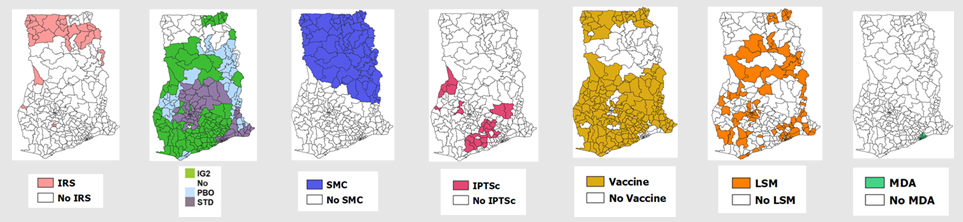 IRS
No IRS
IG2
No
PBO
STD
SMC
No SMC
IPTSc
No IPTSc
Vaccine
No Vaccine
LSM
No LSM
MDA
No MDA